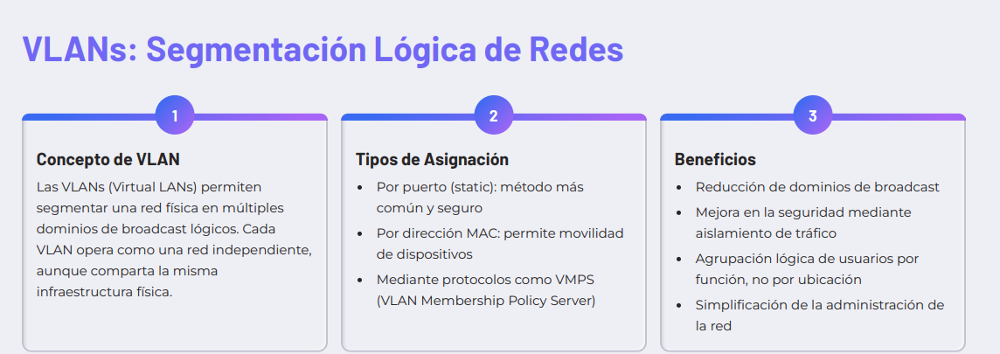 VLANs: Segmentación Lógica de Redes
1
Concepto de VLAN
Las VLANs (Virtual LANs) permiten
segmentar una red física en múltiples
dominios de broadcast lógicos. Cada
VLAN opera como una red independiente,
aunque comparta la misma
infraestructura física.
2
Tipos de Asignación
• Por puerto (static): método más
común y seguro
• Por dirección MAC: permite movilidad
de dispositivos
• Mediante protocolos como VMPS
(VLAN Membership Policy Server)
3
Beneficios
• Reducción de dominios de broadcast
• Mejora en la seguridad mediante
aislamiento de tráfico
• Agrupación lógica de usuarios por
función, no por ubicación
• Simplificación de la administración de
la red